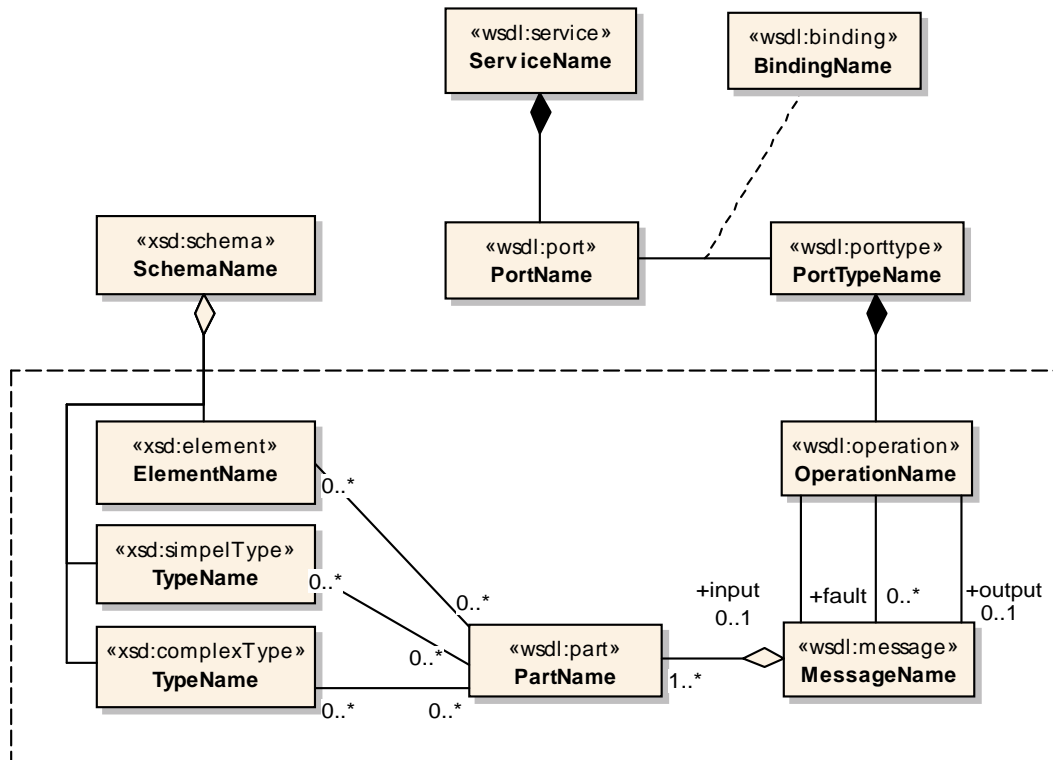 «wsdl:service»
ServiceName
«wsdl:binding»
BindingName
«xsd:schema»
SchemaName
«wsdl:port»
PortName
«wsdl:porttype»
PortTypeName
«xsd:element»
ElementName
0..*
«wsdl:operation»
OperationName
«xsd:simpelType»
TypeName
0..*
0..*
+input
0..1
+fault
0..*
+output
0..1
«xsd:complexType»
TypeName
0..*
0..*
0..*
«wsdl:part»
PartName
1..*
«wsdl:message»
MessageName